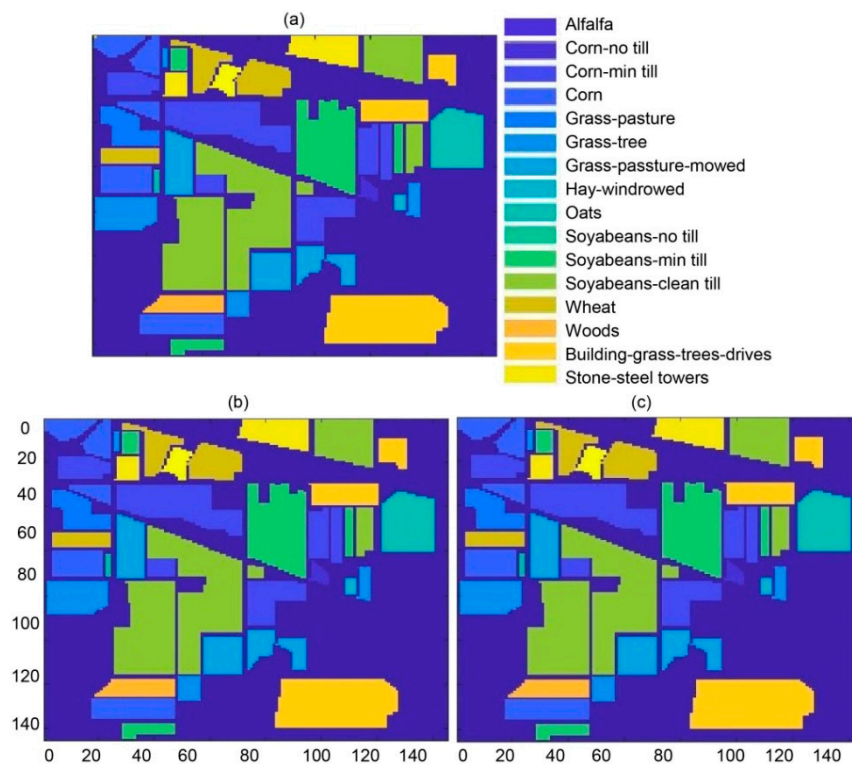 (a)
Alfalfa
Corn-no till
Corn-min till
Corn
Grass-pasture
Grass-tree
Grass-passture-mowed
Hay-windrowed
Oats
Soyabeans-no till
Soyabeans-min till
Soyabeans-clean till
Wheat
Woods
Building-grass-trees-drives
Stone-steel towers
(b)
(c)
0
20
40
60
80
100
120
140
0 20 40 60 80 100 120 140
0 20 40 60 80 100 120 140